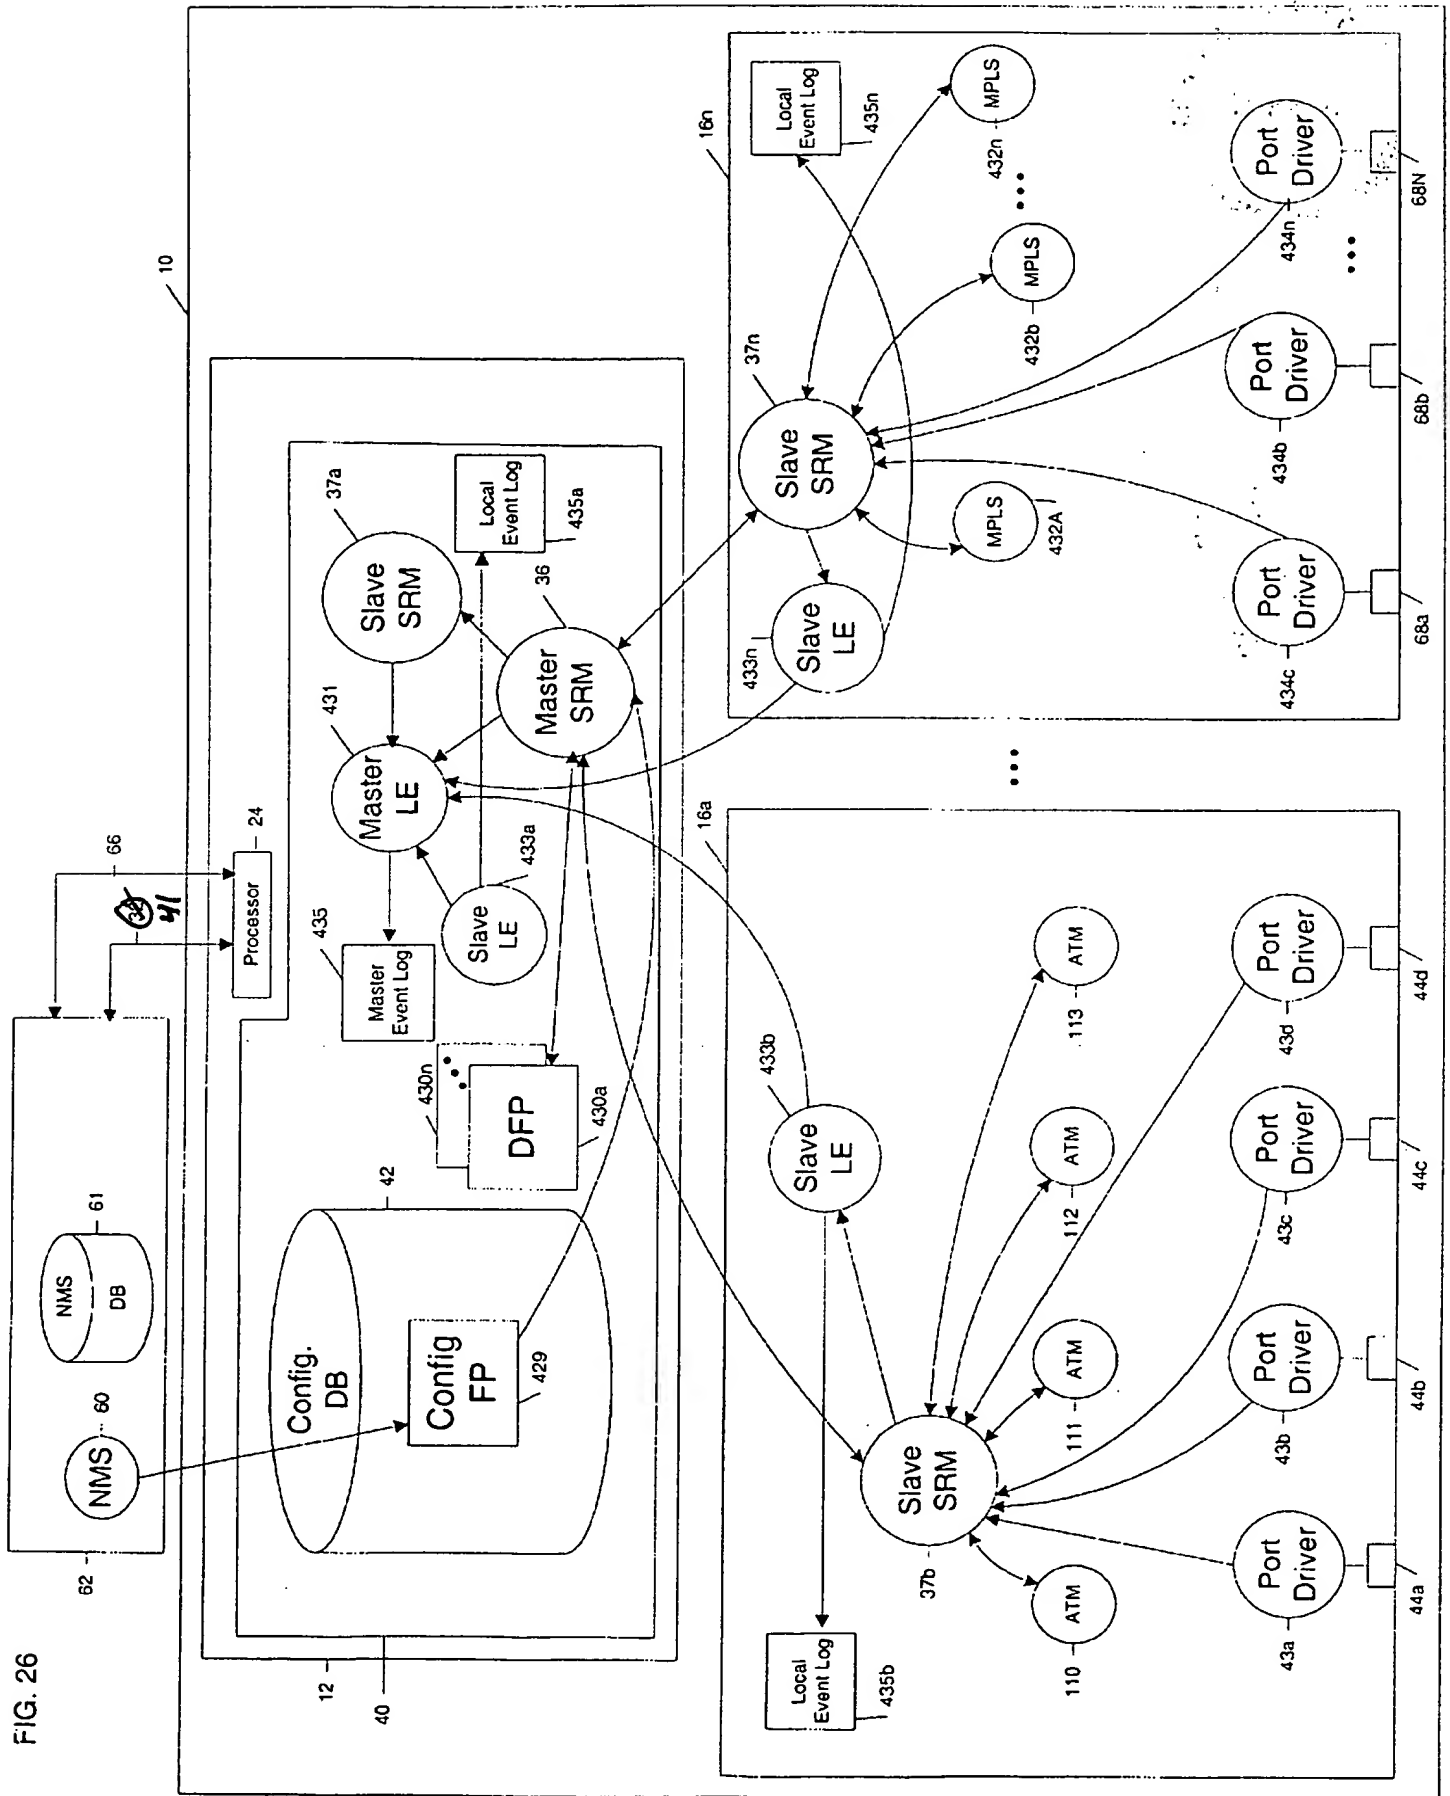 FIG. 26
62
NMS
60
NMS
DB
61
66
41
10
12
40
Processor
24
Config.
DB
42
Config
FP
429
DFP
430a
430n
Master
Event Log
435
Slave
LE
433a
Master
LE
431
Slave
SRM
37a
Master
SRM
36
Local
Event Log
435a
16a
Local
Event Log
435b
Slave
LE
433b
Slave
SRM
37b
ATM
110
ATM
111
ATM
112
ATM
113
Port
Driver
43a
Port
Driver
43b
Port
Driver
43c
Port
Driver
43d
44a
44b
44c
44d
16n
Slave
LE
433n
Slave
SRM
37n
Local
Event Log
435n
MPLS
432A
MPLS
432b
MPLS
432n
Port
Driver
434c
Port
Driver
434b
Port
Driver
434n
68a
68b
68N